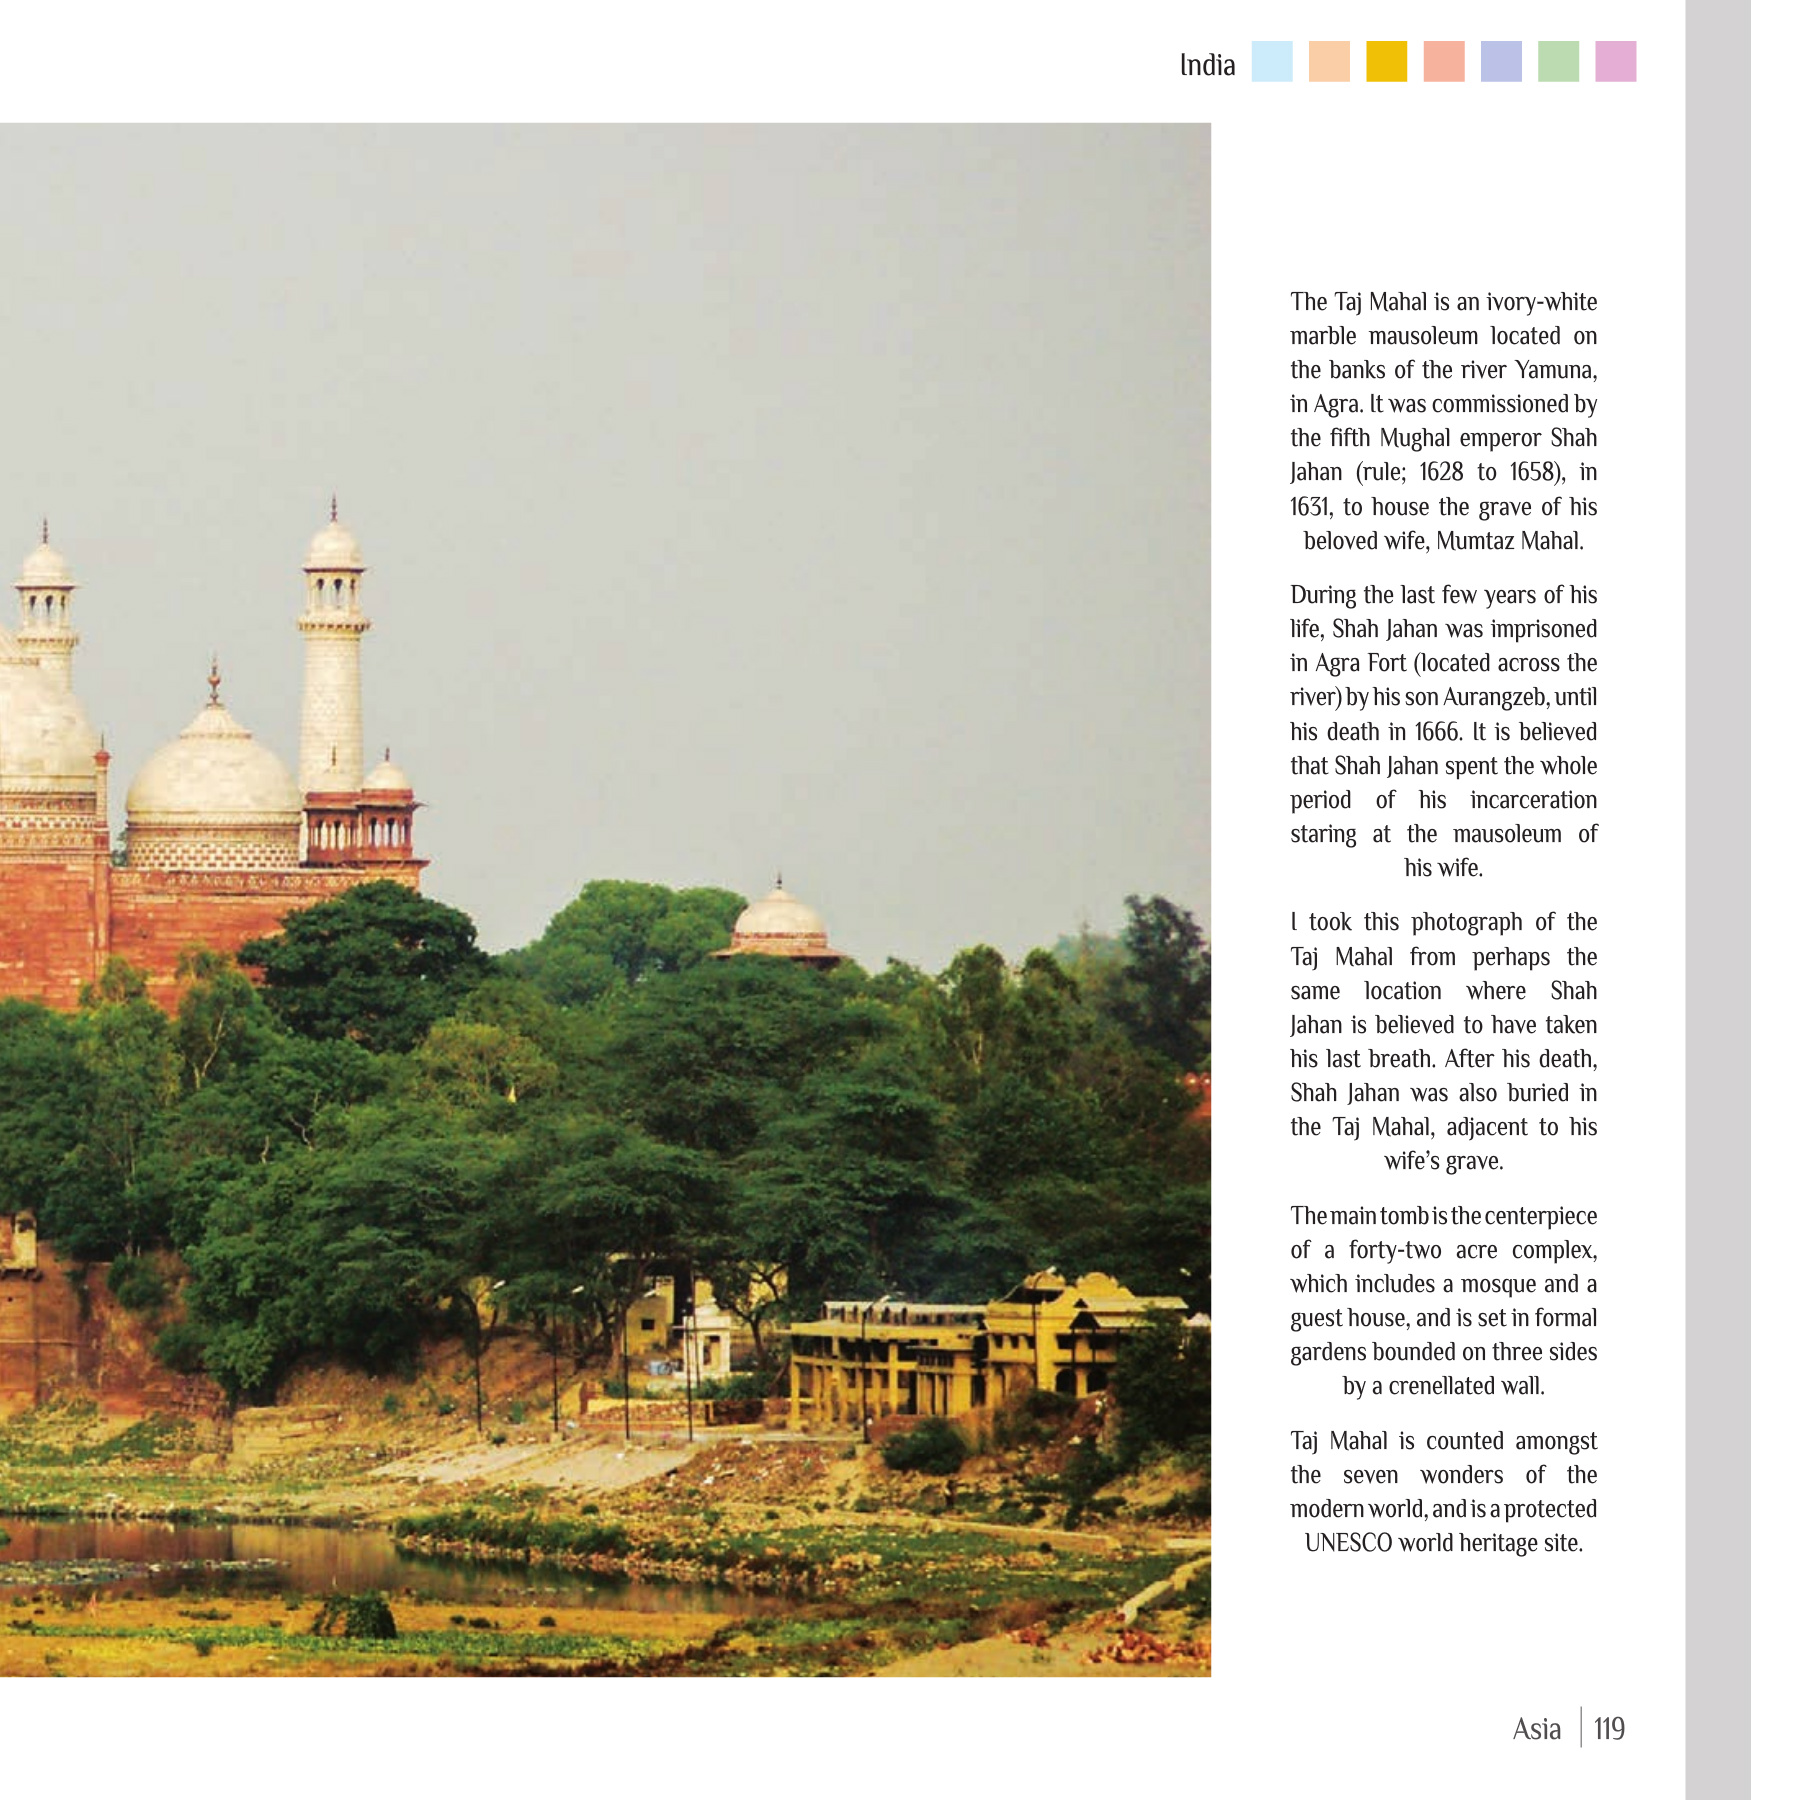 India
The Taj Mahal is an ivory-white
marble mausoleum located on
the banks of the river Yamuna,
in Agra. It was commissioned by
the fifth Mughal emperor Shah
Jahan (rule; 1628 to 1658), in
1631, to house the grave of his
beloved wife, Mumtaz Mahal.
During the last few years of his
life, Shah Jahan was imprisoned
in Agra Fort (located across the
river) by his son Aurangzeb, until
his death in 1666. It is believed
that Shah Jahan spent the whole
period of his incarceration
staring at the mausoleum of
his wife.
I took this photograph of the
Taj Mahal from perhaps the
same location where Shah
Jahan is believed to have taken
his last breath. After his death,
Shah Jahan was also buried in
the Taj Mahal, adjacent to his
wife's grave.
The main tomb is the centerpiece
of a forty-two acre complex,
which includes a mosque and a
guest house, and is set in formal
gardens bounded on three sides
by a crenellated wall.
Taj Mahal is counted amongst
the seven wonders of the
modern world, and is a protected
UNESCO world heritage site.
Asia | 119